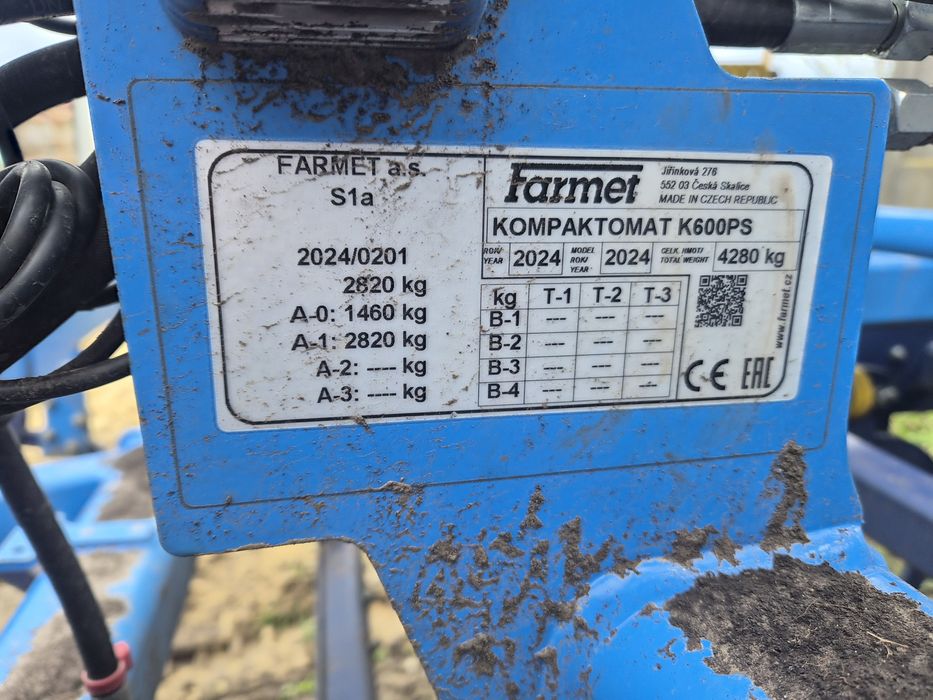 FARMET a.s.
S1a
2024/0201
2820 kg
A-0: 1460 kg
A-1: 2820 kg
A-2: ---- kg
A-3: ---- kg
Farmet
Jiřinková 276
552 03 Česká Skalice
MADE IN CZECH REPUBLIC
KOMPAKTOMAT K600PS
ROK/YEAR 2024 MODEL ROK/YEAR 2024 CELK. HMOT/TOTAL WEIGHT 4280 kg
kg T-1 T-2 T-3
B-1 --- --- ---
B-2 --- --- ---
B-3 --- --- ---
B-4 --- --- ---
www.farmet.cz
CE EAC